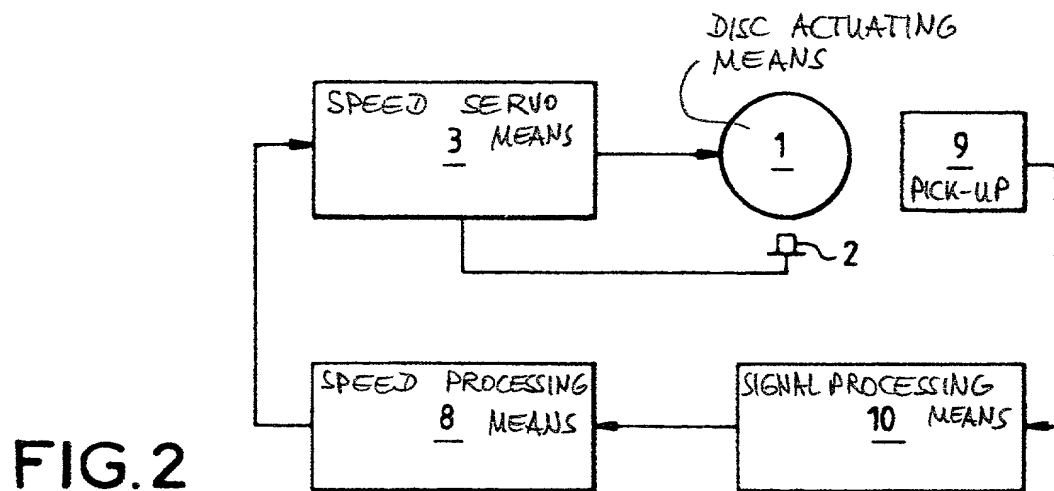 DISC ACTUATING
MEANS
SPEED SERVO
3 MEANS
1
9
PICK-UP
2
SPEED PROCESSING
8 MEANS
SIGNAL PROCESSING
10 MEANS
FIG.2